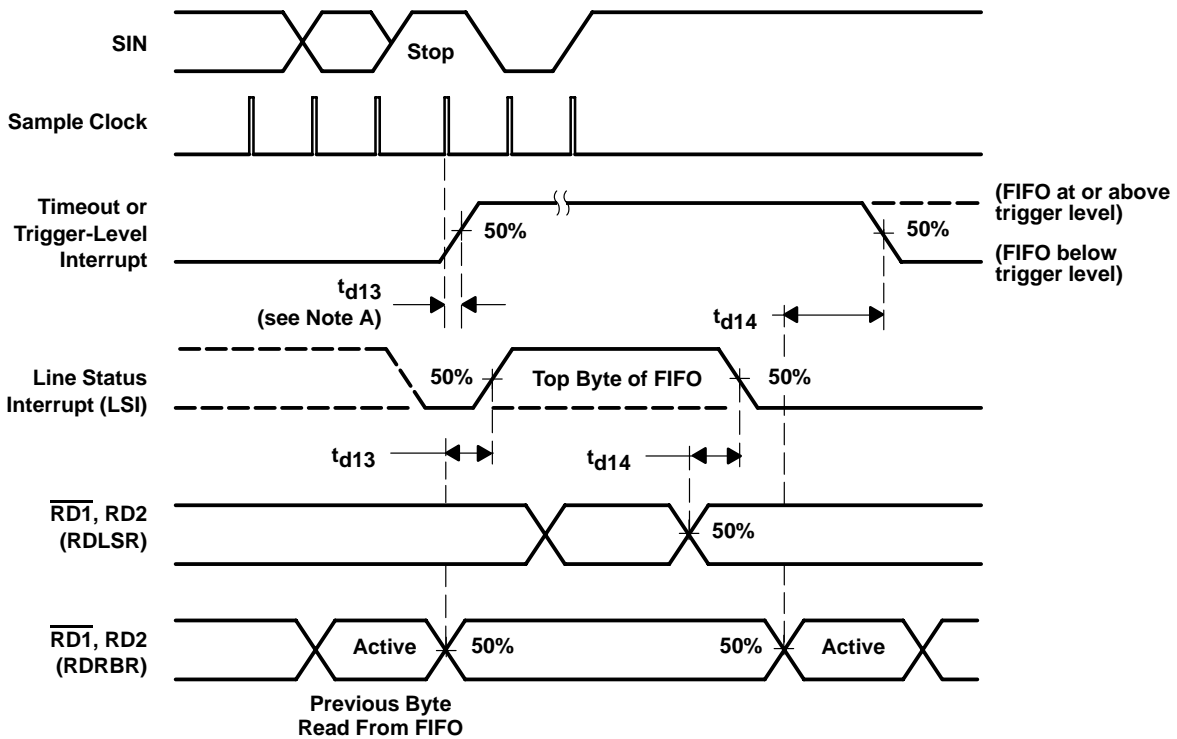 SIN
Stop
Sample Clock
Timeout or
Trigger-Level
Interrupt
50%
50%
(FIFO at or above
trigger level)
(FIFO below
trigger level)
td13
(see Note A)
td14
Line Status
Interrupt (LSI)
50%
Top Byte of FIFO
50%
td13
td14
RD1, RD2
(RDLSR)
50%
RD1, RD2
(RDRBR)
Active
50%
50%
Active
Previous Byte
Read From FIFO